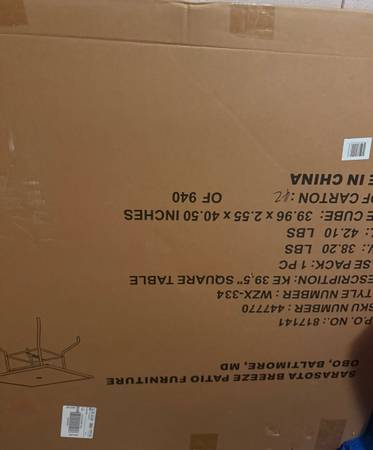 SARASOTA BREEZE PATIO FURNITURE
OBO, BALTIMORE, MD
P.O. NO.: 817141
SKU NUMBER : 447770
TYLE NUMBER : WZX-334
ESCRIPTION: KE 39,5" SQUARE TABLE
SE PACK: 1 PC
.: 38.20 LBS
.: 42.10 LBS
E CUBE: 39.96 x 2.55 x 40.50 INCHES
OF CARTON: OF 940
E IN CHINA